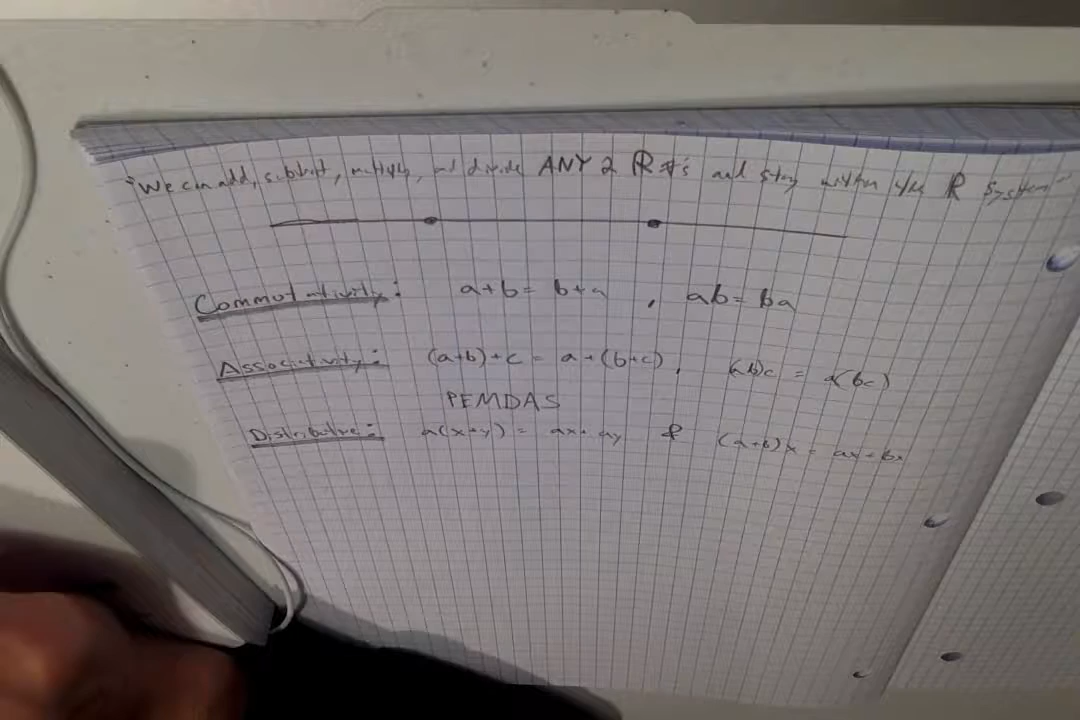 "We can add, subtract, multiply, and divide ANY 2 ℝ #'s and stay within the ℝ system"
Commutativity: a+b = b+a , ab = ba
Associativity: (a+b)+c = a+(b+c), (ab)c = a(bc)
PEMDAS
Distributive: a(x+y) = ax+ay & (a+b)x = ax+bx